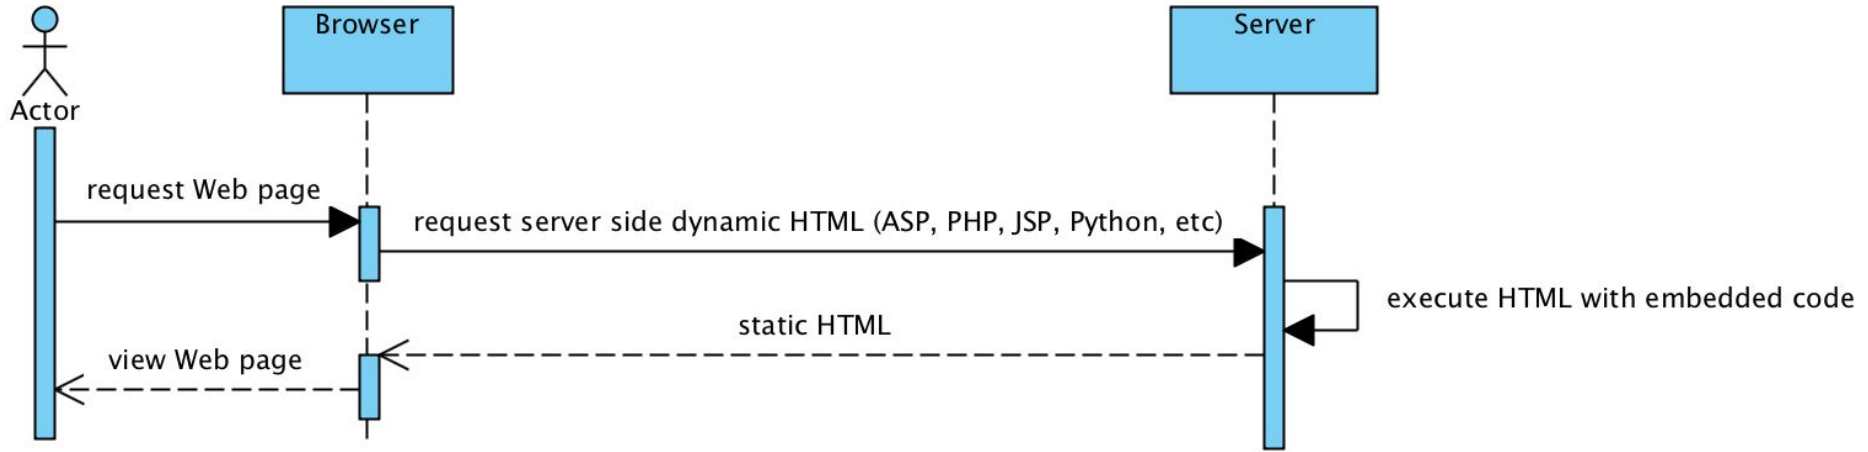 Browser
Server
Actor
request Web page
request server side dynamic HTML (ASP, PHP, JSP, Python, etc)
execute HTML with embedded code
static HTML
view Web page